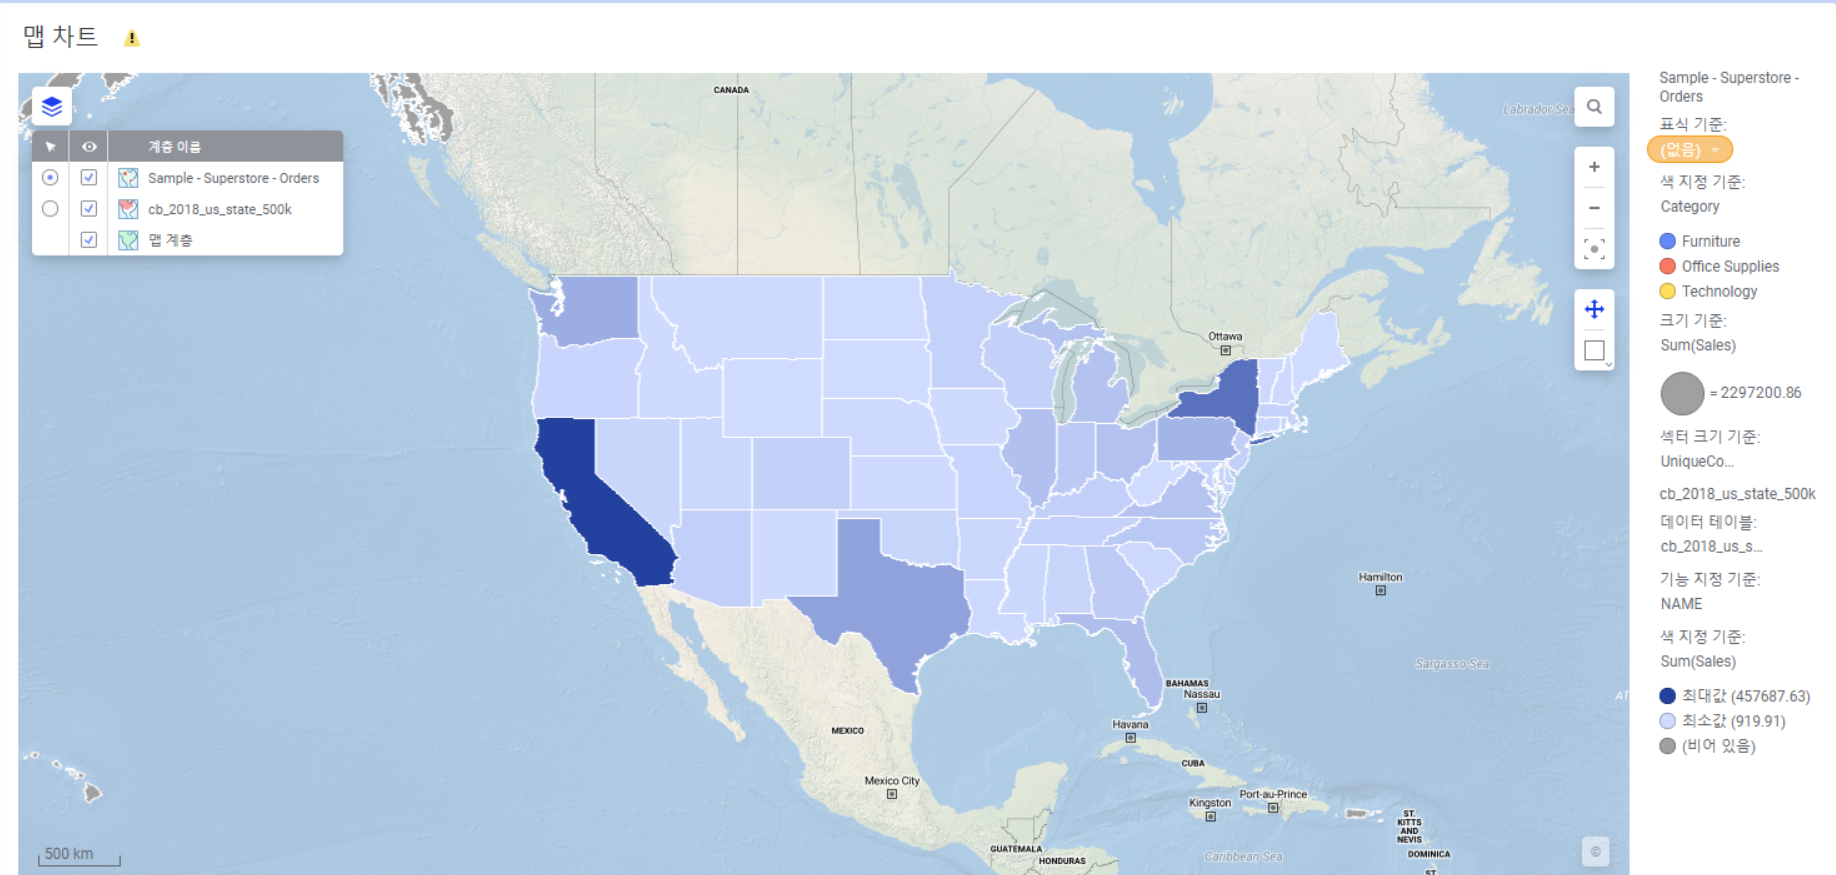 맵 차트
계층 이름
Sample - Superstore - Orders
cb_2018_us_state_500k
맵 계층
CANADA
Labrador Sea
Ottawa
Hamilton
Sargasso Sea
AT
BAHAMAS
Nassau
Havana
MEXICO
CUBA
Mexico City
Port-au-Prince
Kingston
ST.
KITTS
AND
NEVIS
GUATEMALA
HONDURAS
Caribbean Sea
DOMINICA
ST.
500 km
©
Sample - Superstore -
Orders
표식 기준:
(없음)
색 지정 기준:
Category
Furniture
Office Supplies
Technology
크기 기준:
Sum(Sales)
= 2297200.86
섹터 크기 기준:
UniqueCo...
cb_2018_us_state_500k
데이터 테이블:
cb_2018_us_s...
기능 지정 기준:
NAME
색 지정 기준:
Sum(Sales)
최대값 (457687.63)
최소값 (919.91)
(비어 있음)